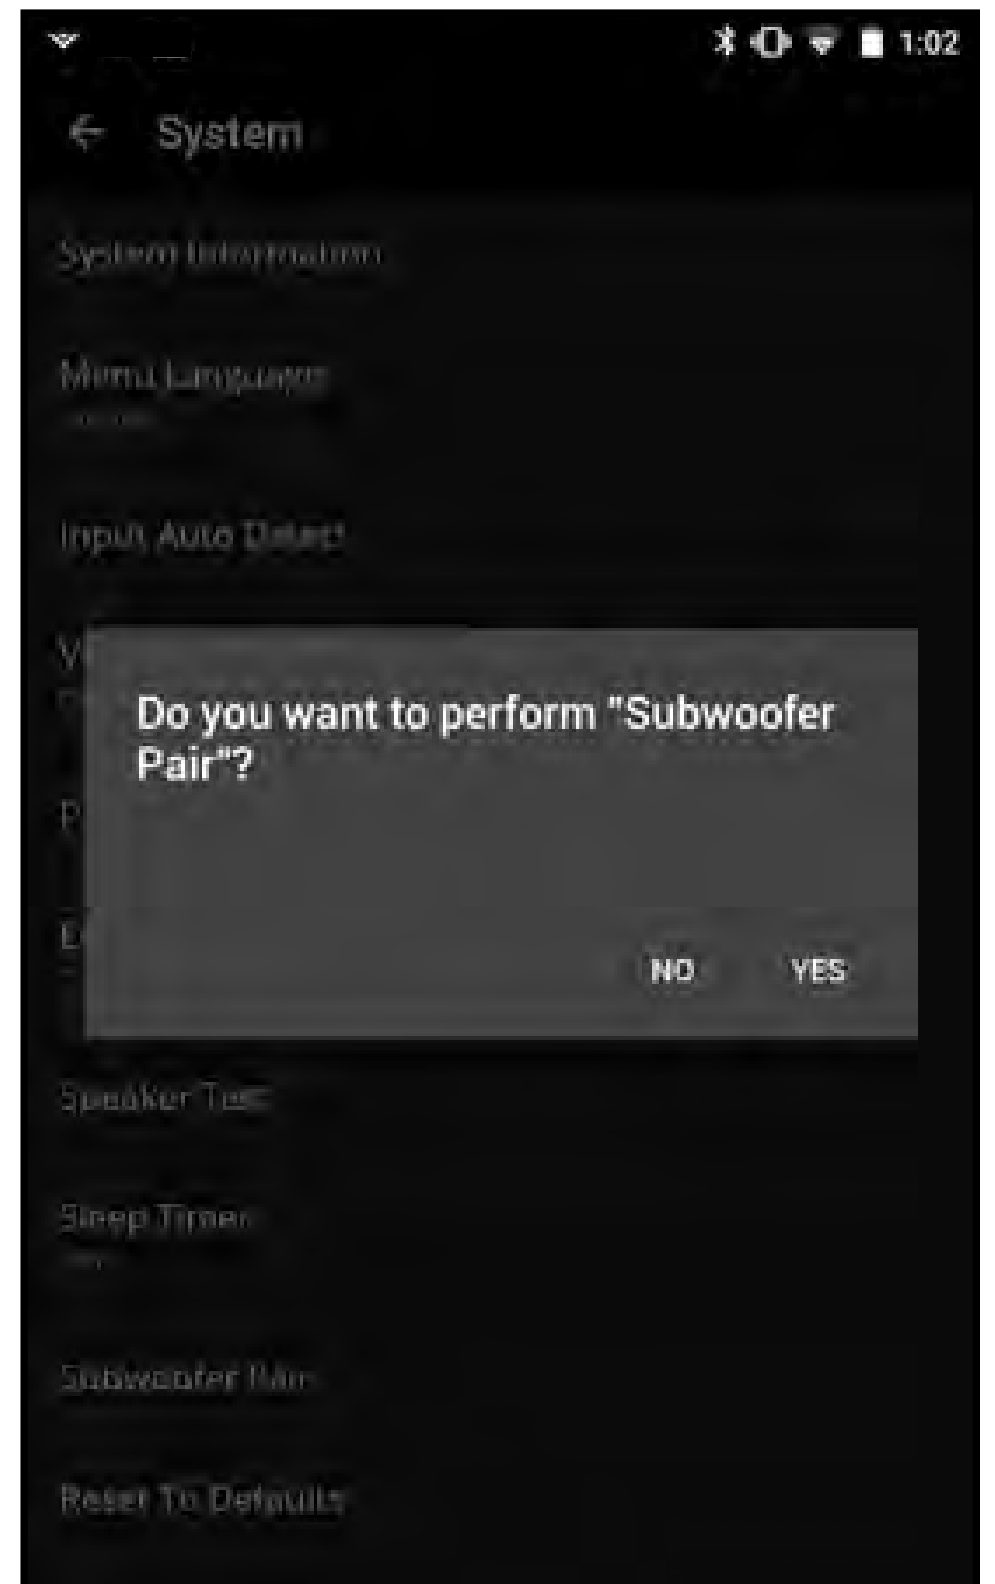 1:02
System
System Information
Menu Language
Input Auto Detect
Do you want to perform "Subwoofer
Pair"?
NO YES
Speaker Test
Sleep Timer
Subwoofer Pair
Reset To Defaults